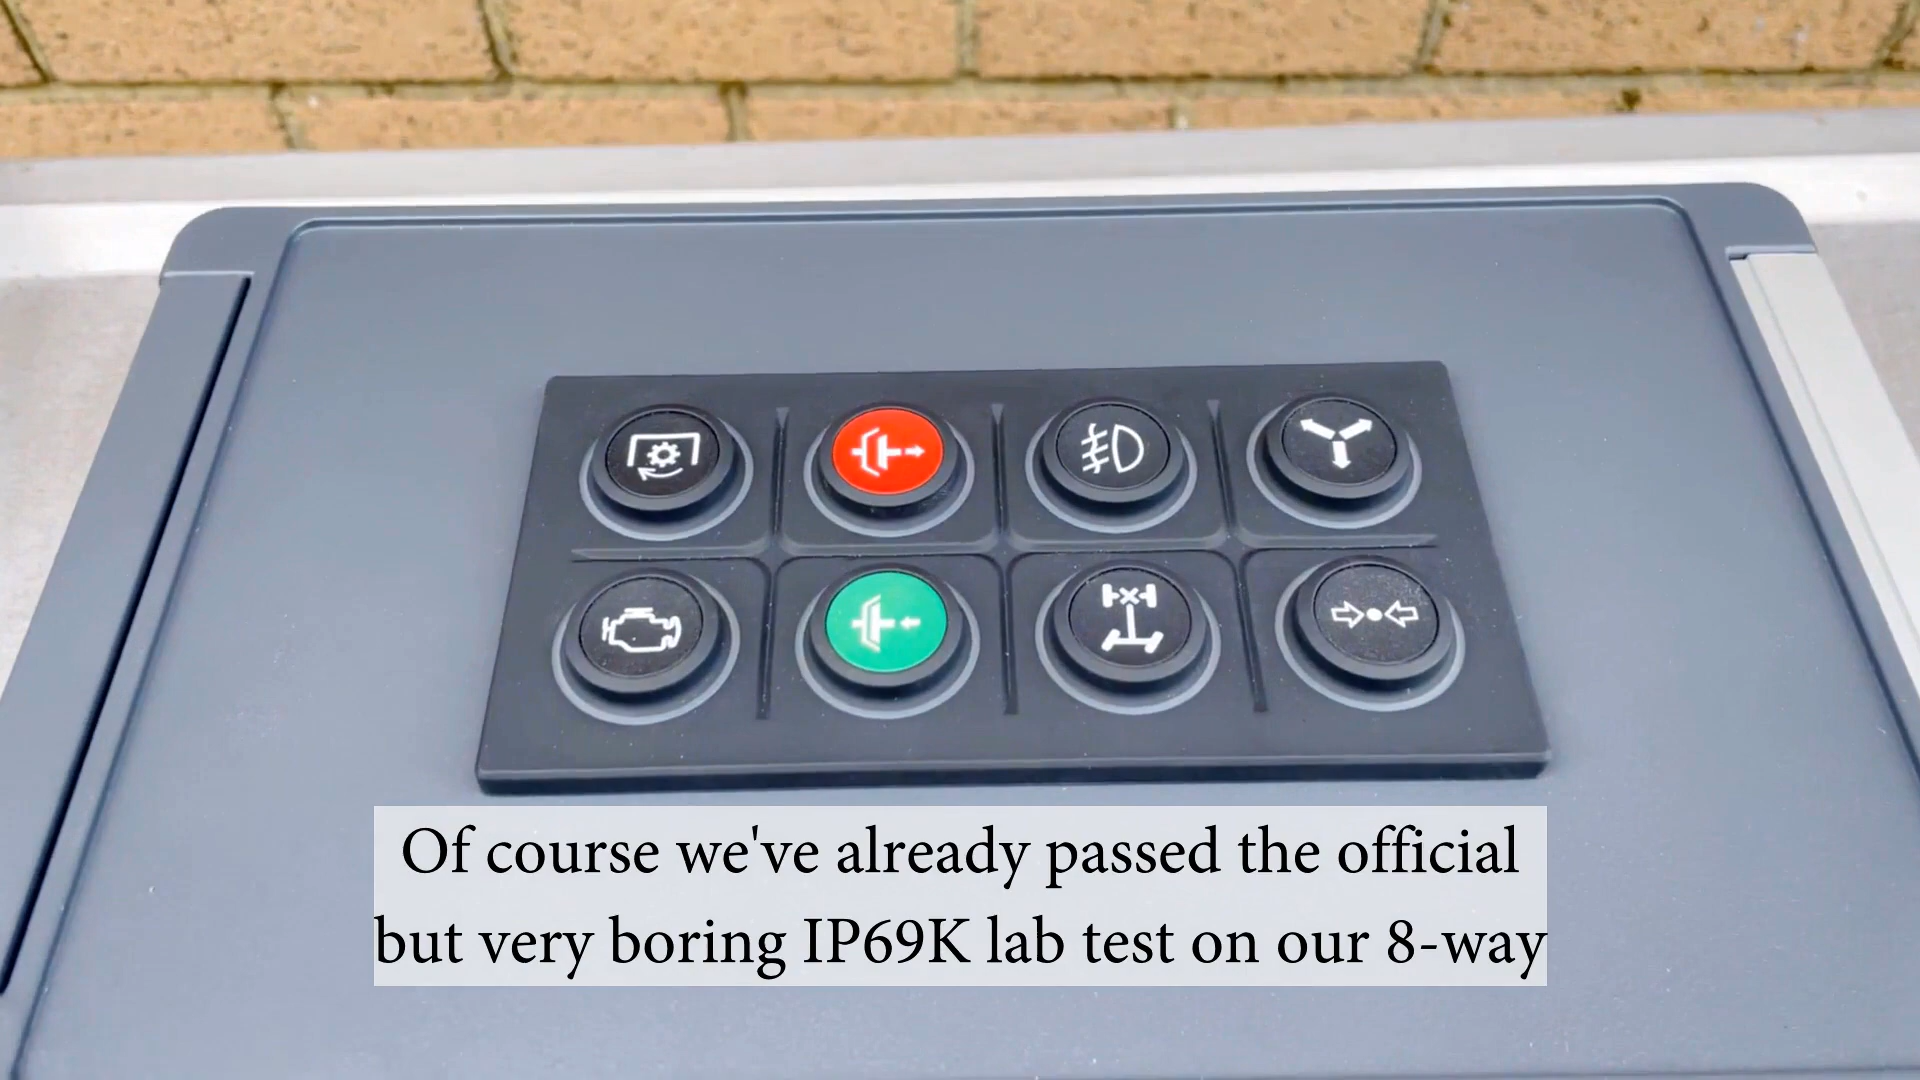 Of course we've already passed the official
but very boring IP69K lab test on our 8-way